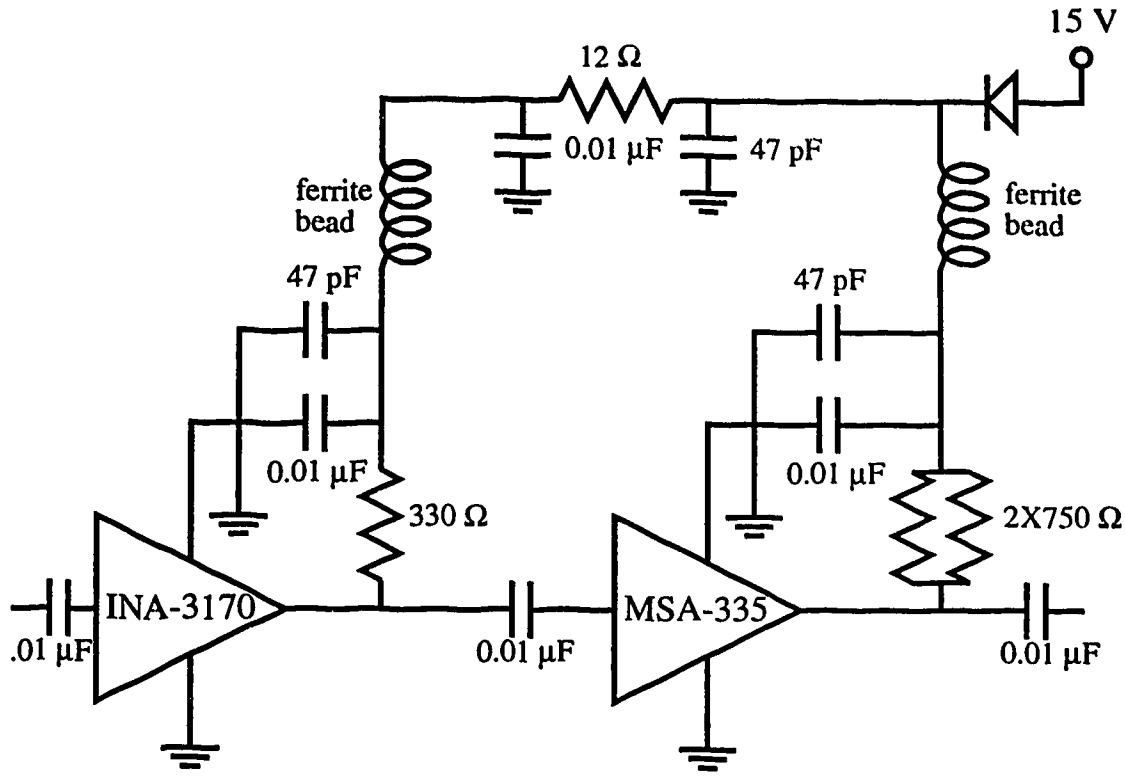 15 V
12 Ω
0.01 µF
47 pF
ferrite
bead
ferrite
bead
47 pF
47 pF
0.01 µF
0.01 µF
330 Ω
2X750 Ω
INA-3170
MSA-335
.01 µF
0.01 µF
0.01 µF